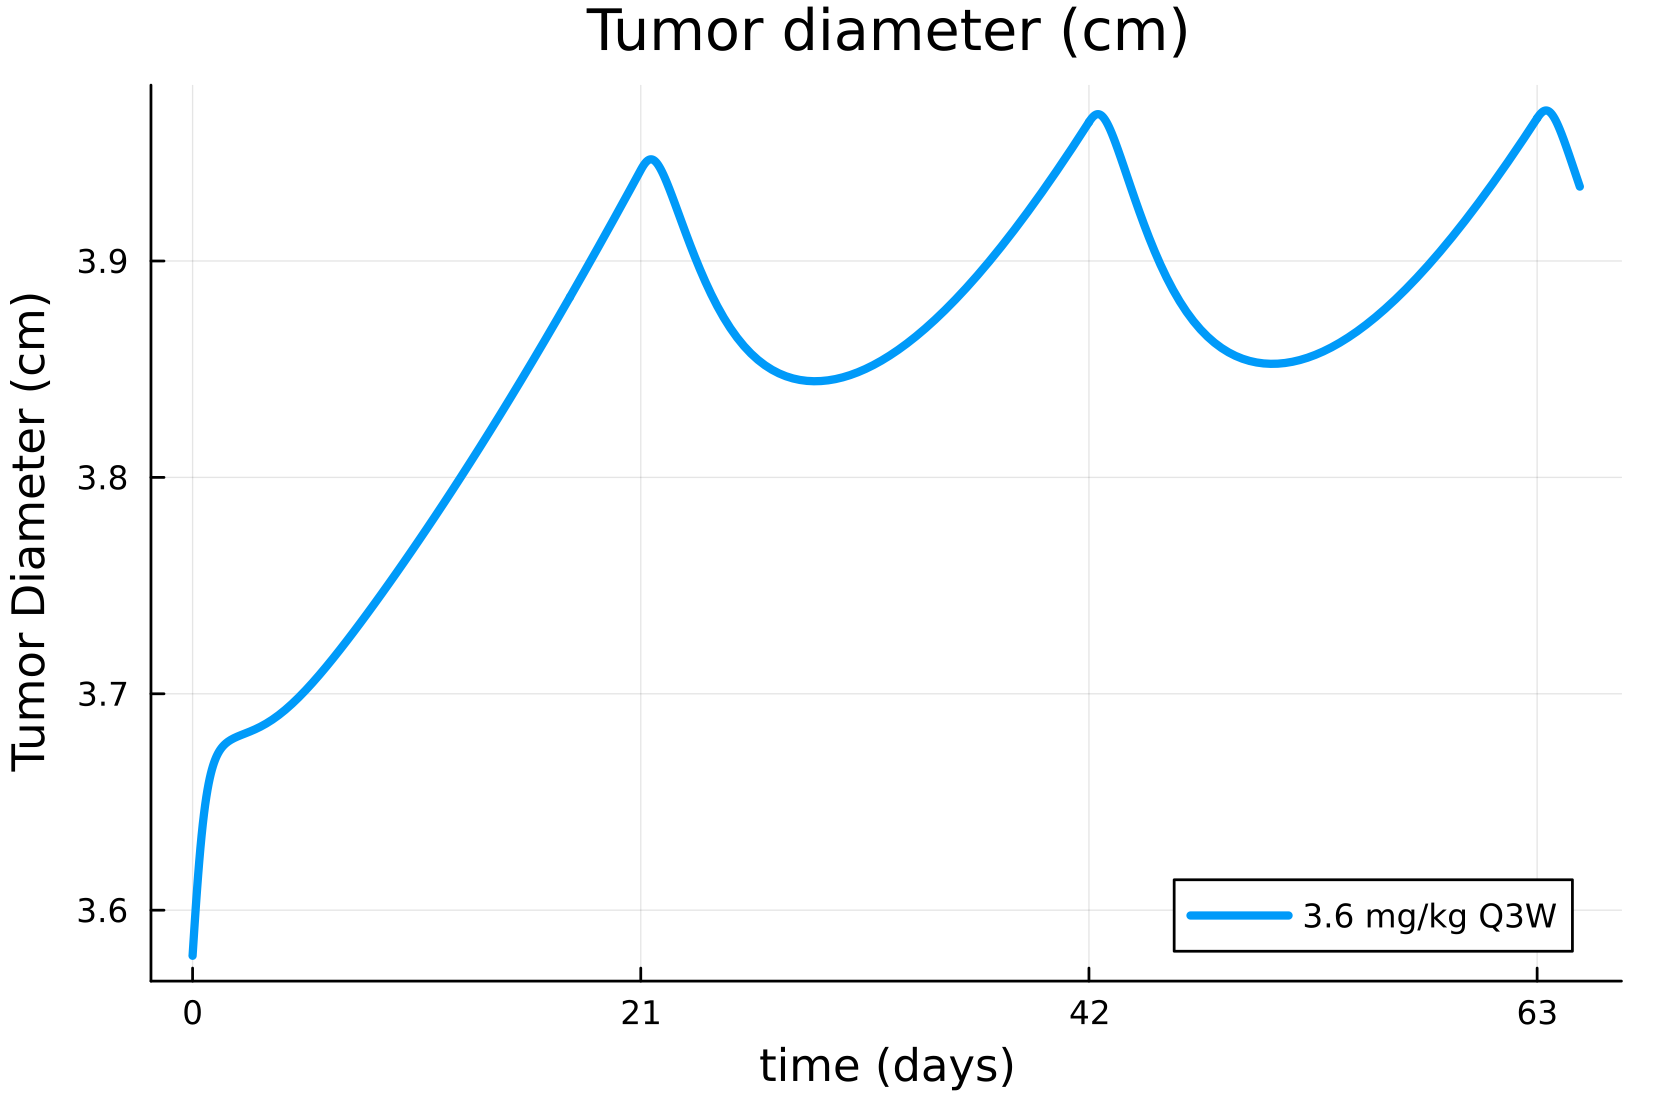 Tumor diameter (cm)
Tumor Diameter (cm)
3.9
3.8
3.7
3.6
3.6 mg/kg Q3W
0 21 42 63
time (days)